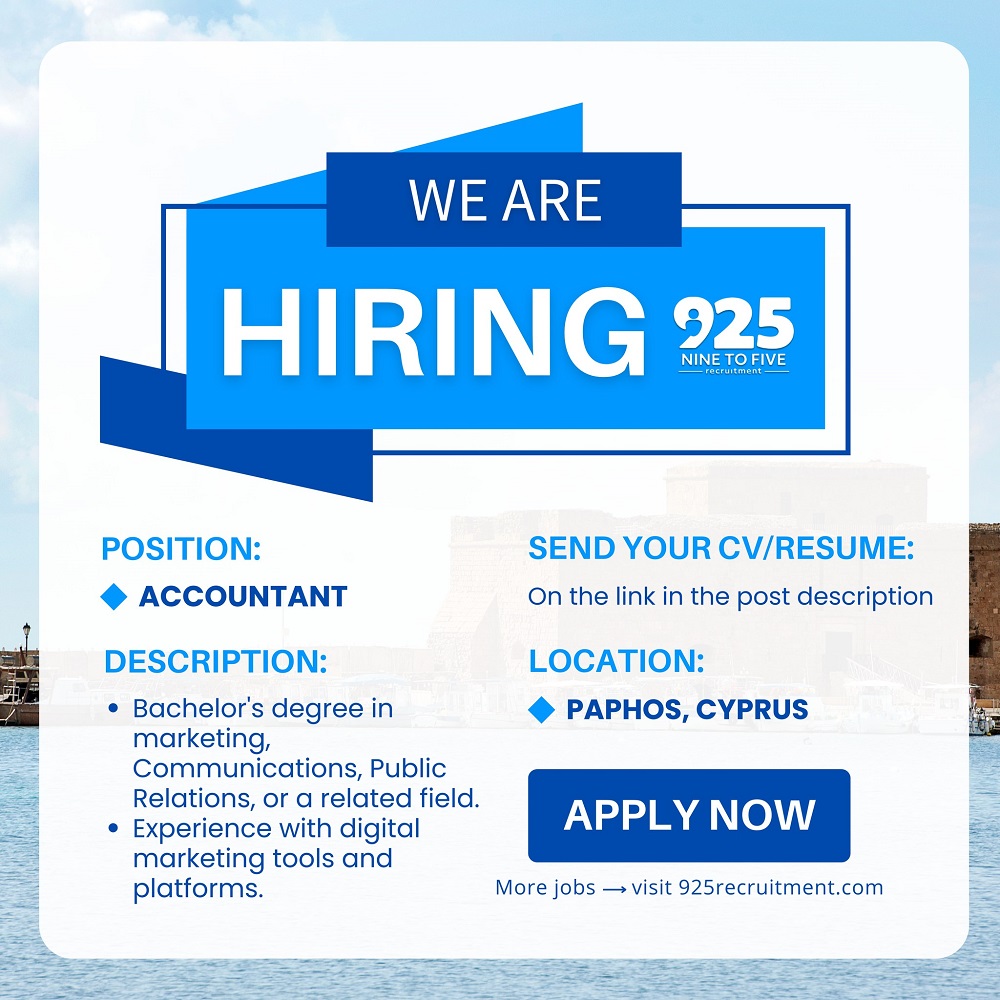 WE ARE
HIRING
925
NINE TO FIVE
recruitment
POSITION:
ACCOUNTANT
DESCRIPTION:
• Bachelor's degree in
marketing,
Communications, Public
Relations, or a related field.
• Experience with digital
marketing tools and
platforms.
SEND YOUR CV/RESUME:
On the link in the post description
LOCATION:
PAPHOS, CYPRUS
APPLY NOW
More jobs → visit 925recruitment.com